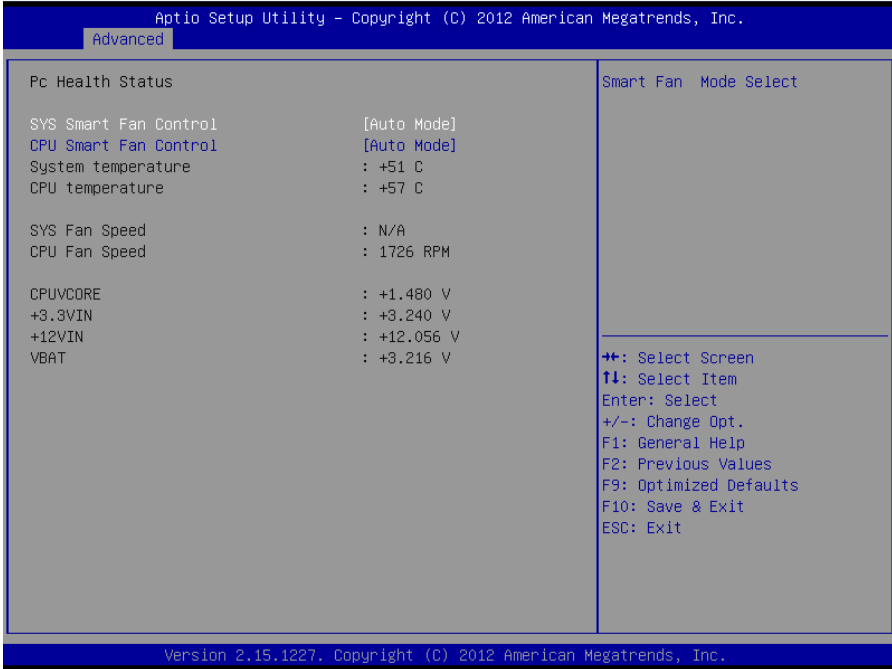 Aptio Setup Utility – Copyright (C) 2012 American Megatrends, Inc.
Advanced
Pc Health Status
SYS Smart Fan Control [Auto Mode]
CPU Smart Fan Control [Auto Mode]
System temperature : +51 C
CPU temperature : +57 C
SYS Fan Speed : N/A
CPU Fan Speed : 1726 RPM
CPUVCORE : +1.480 V
+3.3VIN : +3.240 V
+12VIN : +12.056 V
VBAT : +3.216 V
Smart Fan Mode Select
→←: Select Screen
↑↓: Select Item
Enter: Select
+/-: Change Opt.
F1: General Help
F2: Previous Values
F9: Optimized Defaults
F10: Save & Exit
ESC: Exit
Version 2.15.1227. Copyright (C) 2012 American Megatrends, Inc.